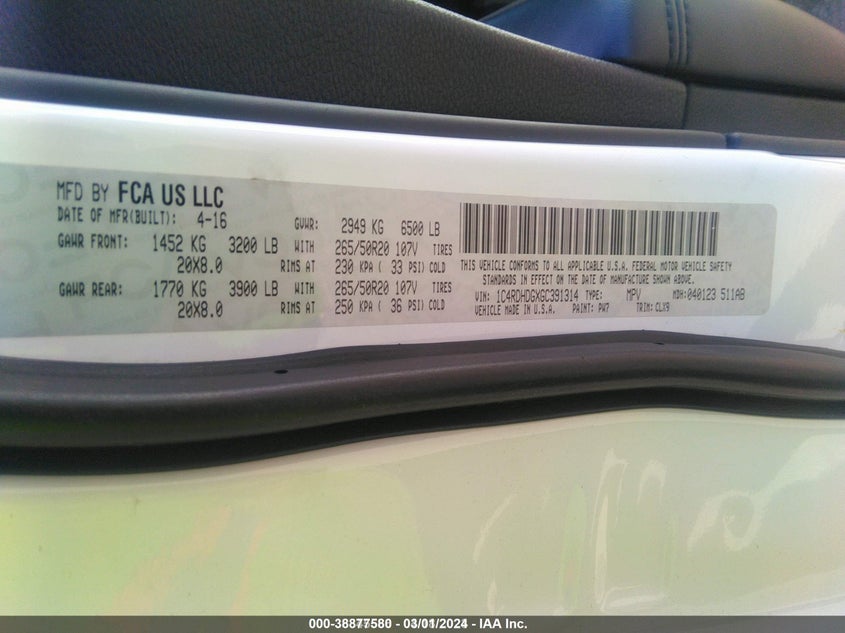 MFD BY FCA US LLC
DATE OF MFR(BUILT): 4-16 GVWR: 2949 KG 6500 LB
GAWR FRONT: 1452 KG 3200 LB WITH 265/50R20 107V TIRES
20X8.0 RIMS AT 230 KPA ( 33 PSI) COLD
GAWR REAR: 1770 KG 3900 LB WITH 265/50R20 107V TIRES
20X8.0 RIMS AT 250 KPA ( 36 PSI) COLD
THIS VEHICLE CONFORMS TO ALL APPLICABLE U.S.A. FEDERAL MOTOR VEHICLE SAFETY
STANDARDS IN EFFECT ON THE DATE OF MANUFACTURE SHOWN ABOVE.
VIN: 1C4RDHDGXGC391314 TYPE: MPV MDH: 040123 511AB
VEHICLE MADE IN U.S.A. PAINT: PW7 TRIM: CLX9
000-38877580 - 03/01/2024 - IAA Inc.